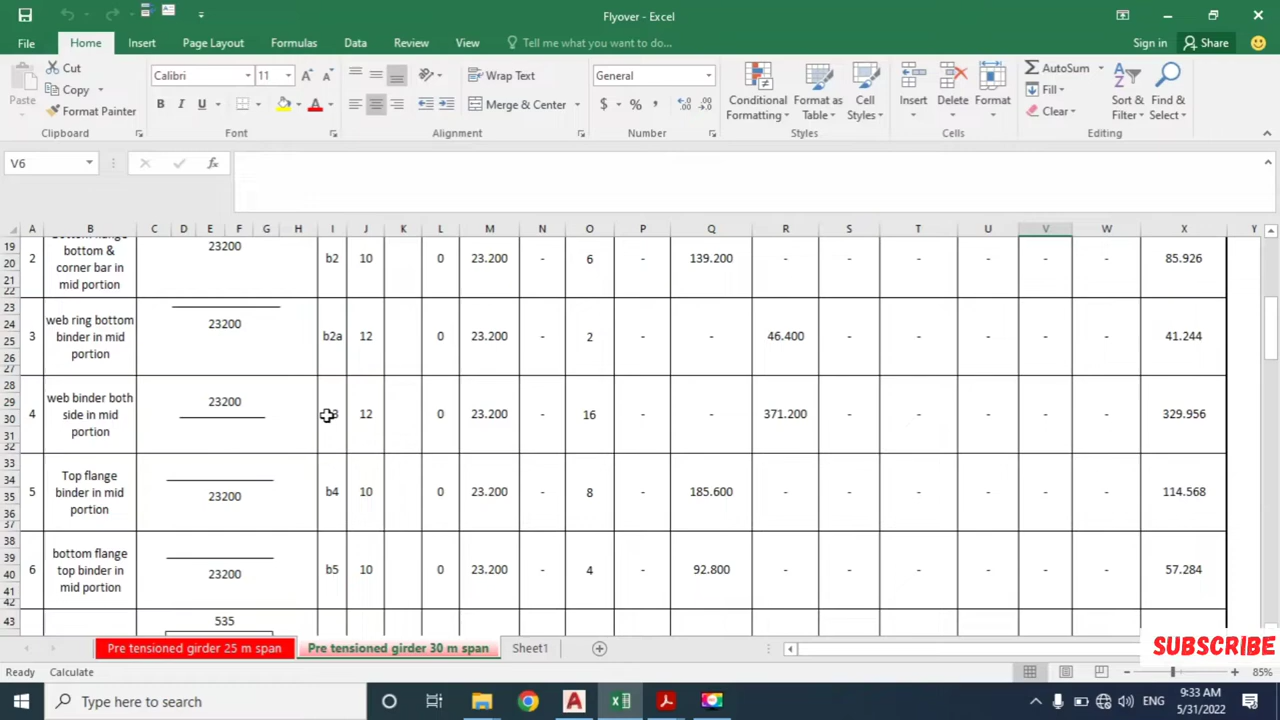 Flyover - Excel
File Home Insert Page Layout Formulas Data Review View Tell me what you want to do... Sign in Share
Paste Cut Copy Format Painter
Calibri 11 B I U A
Wrap Text Merge & Center
General $ % ,
Conditional Formatting Format as Table Cell Styles
Insert Delete Format
AutoSum Fill Clear Sort & Filter Find & Select
Clipboard Font Alignment Number Styles Cells Editing
V6 fx
A B C D E F G H I J K L M N O P Q R S T U V W X Y
19 20 21 22
2 bottom & corner bar in mid portion 23200 b2 10 0 23.200 - 6 139.200 - - - - - - 85.926
23 24 25 26 27
3 web ring bottom binder in mid portion 23200 b2a 12 0 23.200 - 2 - - 46.400 - - - - - 41.244
28 29 30 31 32
4 web binder both side in mid portion 23200 12 0 23.200 - 16 - - 371.200 - - - - - 329.956
33 34 35 36 37
5 Top flange binder in mid portion 23200 b4 10 0 23.200 - 8 - 185.600 - - - - - - 114.568
38 39 40 41 42
6 bottom flange top binder in mid portion 23200 b5 10 0 23.200 - 4 - 92.800 - - - - - - 57.284
43 535
Pre tensioned girder 25 m span Pre tensioned girder 30 m span Sheet1
SUBSCRIBE
Ready Calculate 85%
Type here to search ENG 9:33 AM
5/31/2022